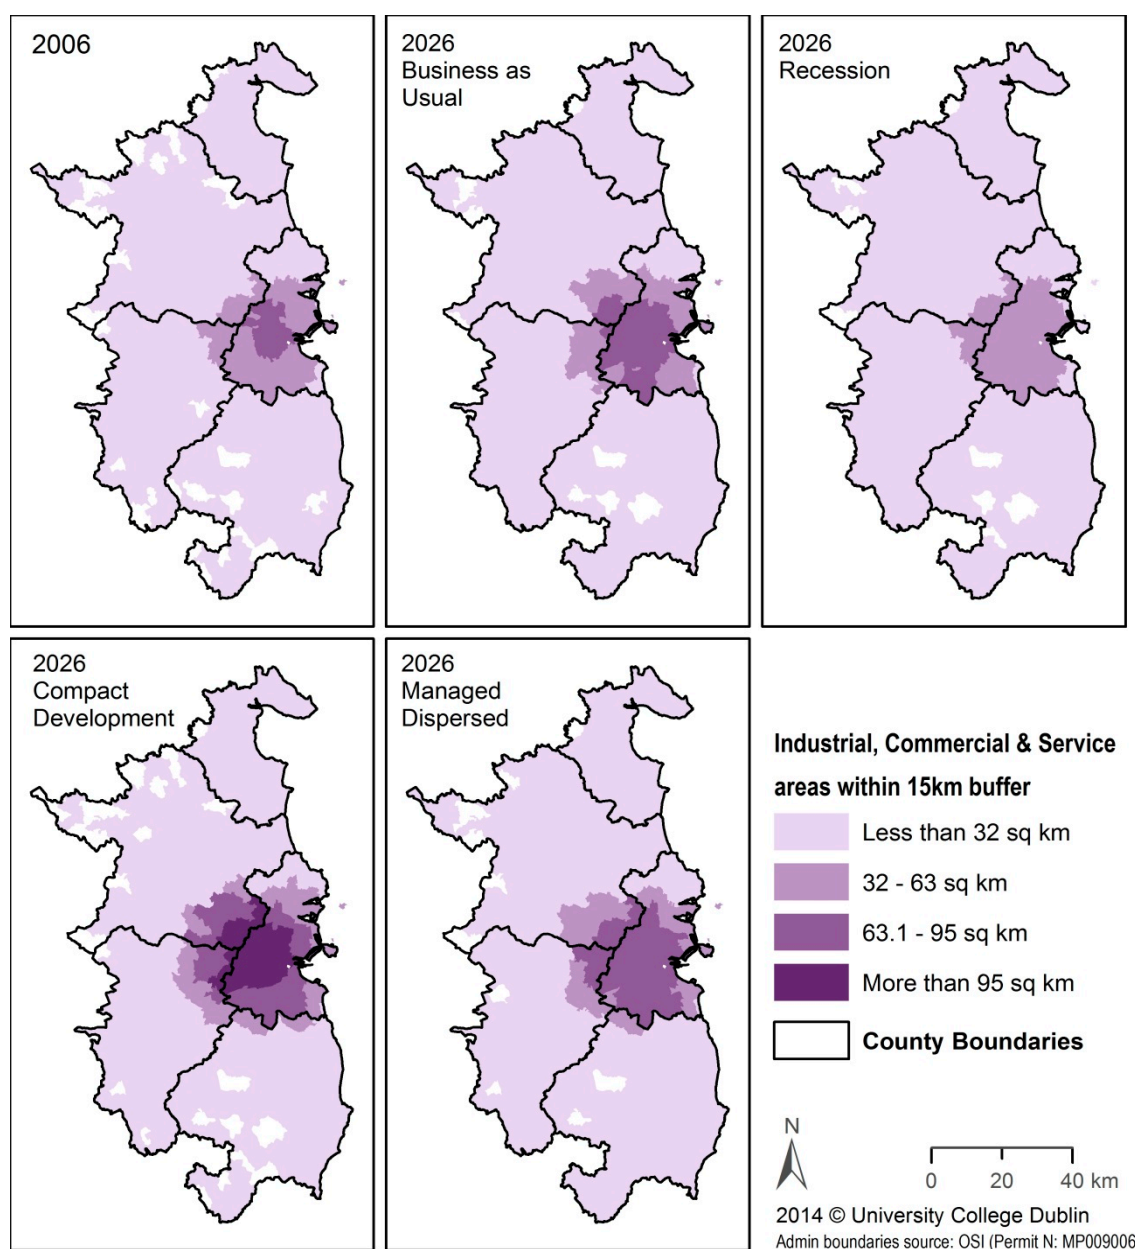 2006
2026
Business as
Usual
2026
Recession
2026
Compact
Development
2026
Managed
Dispersed
Industrial, Commercial & Service
areas within 15km buffer
Less than 32 sq km
32 - 63 sq km
63.1 - 95 sq km
More than 95 sq km
County Boundaries
N
0 20 40 km
2014 © University College Dublin
Admin boundaries source: OSI (Permit N: MP009006